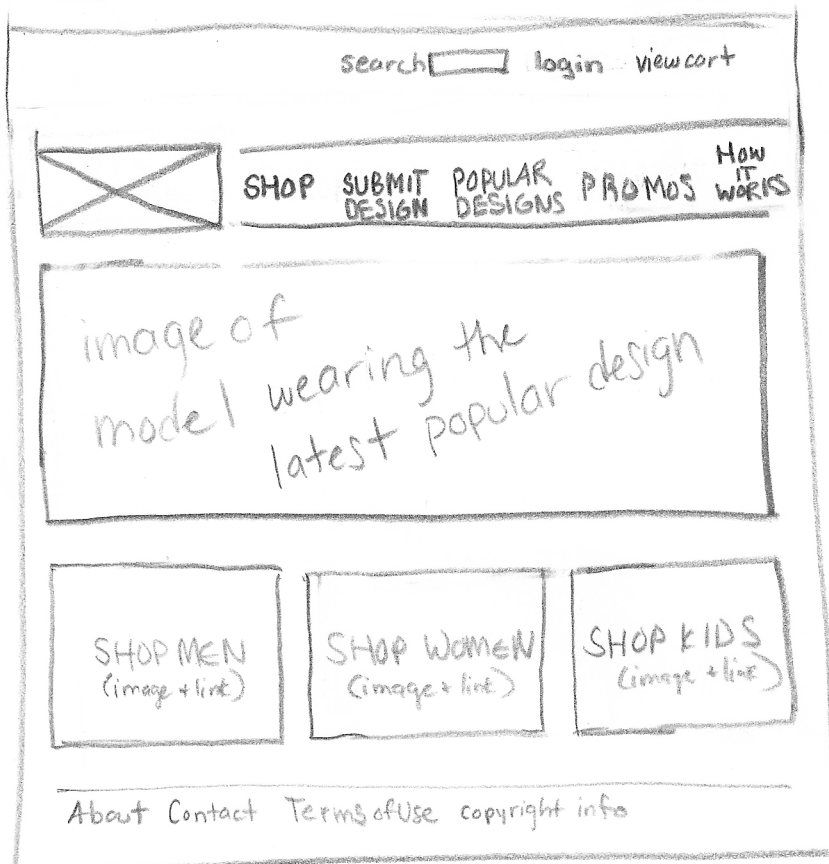 search login view cart
SHOP SUBMIT DESIGN POPULAR DESIGNS PROMOS HOW IT WORKS
image of
model wearing the
latest popular design
SHOP MEN
(image + link)
SHOP WOMEN
(image + link)
SHOP KIDS
(image + link)
About Contact Terms of Use copyright info